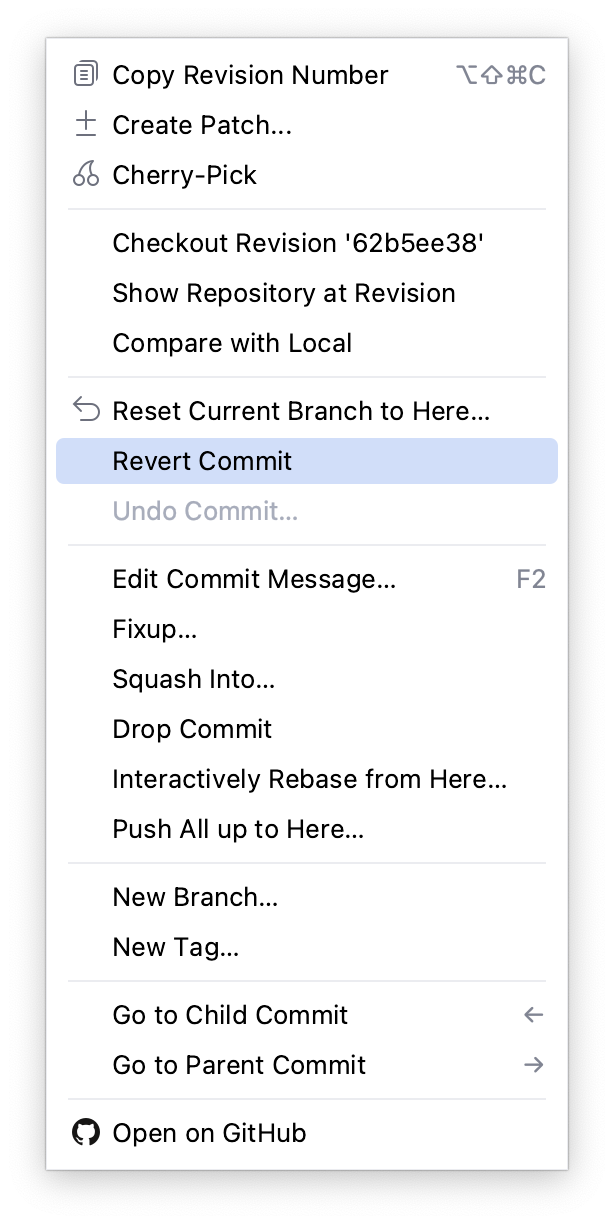 Copy Revision Number ⌥⇧⌘C
Create Patch...
Cherry-Pick
Checkout Revision '62b5ee38'
Show Repository at Revision
Compare with Local
Reset Current Branch to Here...
Revert Commit
Undo Commit...
Edit Commit Message... F2
Fixup...
Squash Into...
Drop Commit
Interactively Rebase from Here...
Push All up to Here...
New Branch...
New Tag...
Go to Child Commit ←
Go to Parent Commit →
Open on GitHub